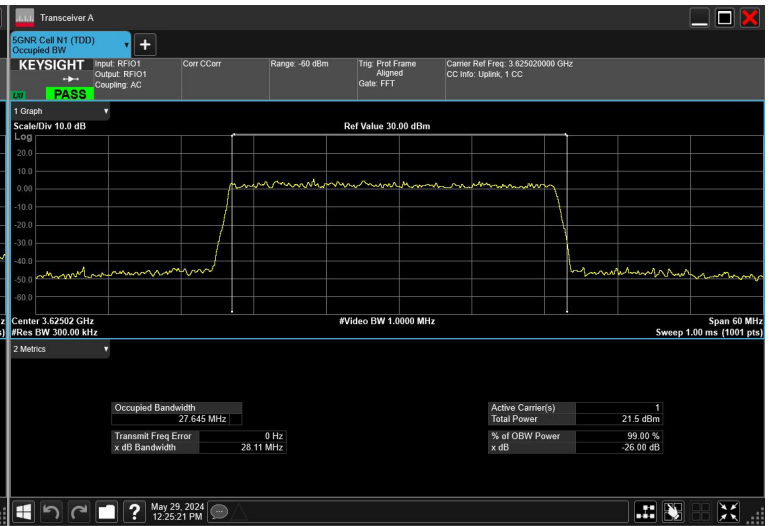 Transceiver A
5GNR Cell N1 (TDD)
Occupied BW
KEYSIGHT
LXI
PASS
Input: RFIO1
Output: RFIO1
Coupling: AC
Corr CCorr
Range: -60 dBm
Trig: Prot Frame
Aligned
Gate: FFT
Carrier Ref Freq: 3.625020000 GHz
CC Info: Uplink, 1 CC
1 Graph
Scale/Div 10.0 dB
Ref Value 30.00 dBm
Log
20.0
10.0
0.00
-10.0
-20.0
-30.0
-40.0
-50.0
-60.0
z
Center 3.62502 GHz
#Video BW 1.0000 MHz
Span 60 MHz
s)
#Res BW 300.00 kHz
Sweep 1.00 ms (1001 pts)
2 Metrics
Occupied Bandwidth
27.645 MHz
Transmit Freq Error 0 Hz
x dB Bandwidth 28.11 MHz
Active Carrier(s) 1
Total Power 21.5 dBm
% of OBW Power 99.00 %
x dB -26.00 dB
?
May 29, 2024
12:25:21 PM